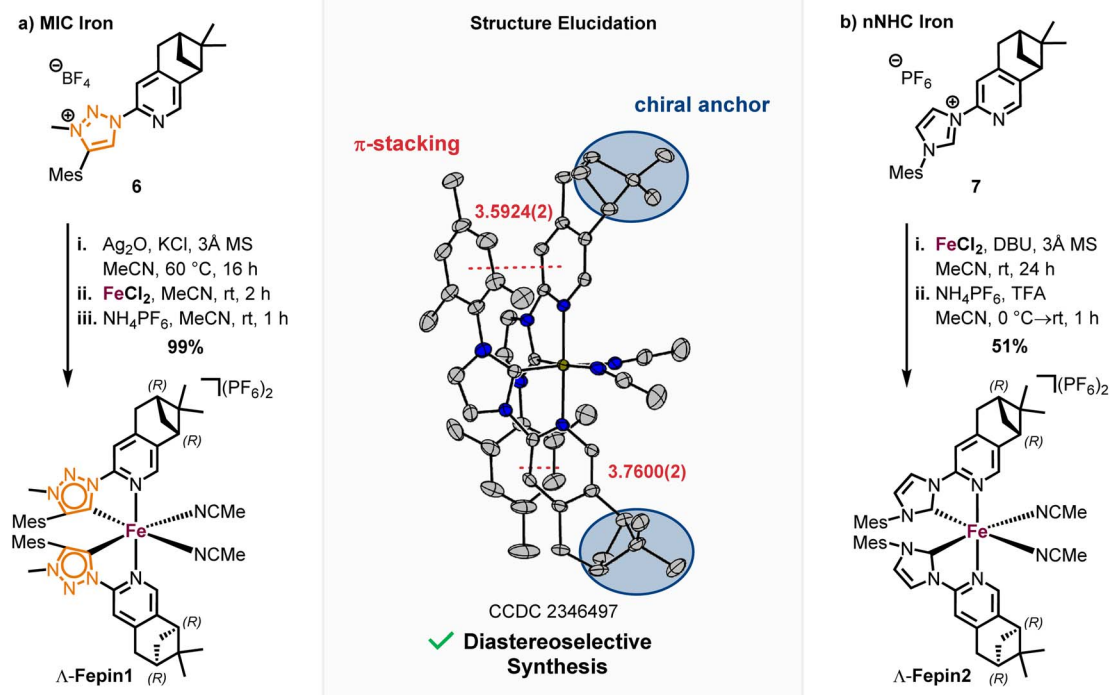 a) MIC Iron
⊖
BF4
⊕
N
N
N
N
Mes
6
i. Ag2O, KCl, 3Å MS
MeCN, 60 °C, 16 h
ii. FeCl2, MeCN, rt, 2 h
iii. NH4PF6, MeCN, rt, 1 h
99%
(R)
(PF6)2
(R)
N
N
N
N
Mes
Mes
Fe
NCMe
NCMe
N
N
N
N
(R)
(R)
Λ-Fepin1
Structure Elucidation
chiral anchor
π-stacking
3.5924(2)
3.7600(2)
CCDC 2346497
✓ Diastereoselective
Synthesis
b) nNHC Iron
⊖
PF6
⊕
N
N
N
Mes
7
i. FeCl2, DBU, 3Å MS
MeCN, rt, 24 h
ii. NH4PF6, TFA
MeCN, 0 °C→rt, 1 h
51%
(R)
(PF6)2
(R)
N
N
N
Mes
Mes
Fe
NCMe
NCMe
N
N
N
(R)
(R)
Λ-Fepin2